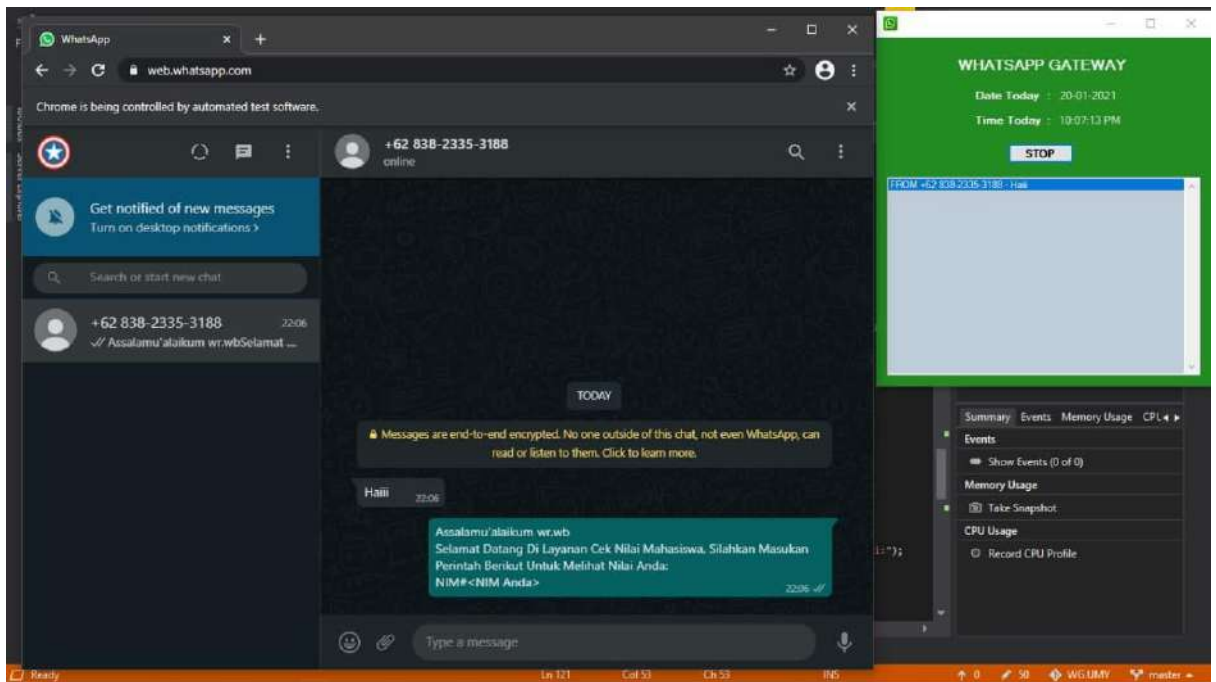 WhatsApp
web.whatsapp.com
Chrome is being controlled by automated test software.
+62 838-2335-3188
online
Get notified of new messages
Turn on desktop notifications >
Search or start new chat
+62 838-2335-3188 22:06
Assalamu'alaikum wr.wbSelamat ...
TODAY
Messages are end-to-end encrypted. No one outside of this chat, not even WhatsApp, can
read or listen to them. Click to learn more.
Haiii 22:06
Assalamu'alaikum wr.wb
Selamat Datang Di Layanan Cek Nilai Mahasiswa, Silahkan Masukan
Perintah Berikut Untuk Melihat Nilai Anda:
NIM#<NIM Anda>
22:06
Type a message
WHATSAPP GATEWAY
Date Today : 20-01-2021
Time Today : 10:07:13 PM
STOP
FROM +62 838-2335-3188 - Haiii
Summary Events Memory Usage
Events
Show Events (0 of 0)
Memory Usage
Take Snapshot
CPU Usage
Record CPU Profile
Ready Ln 121 Col 53 Ch 53 INS 0 50 WG.UMY master